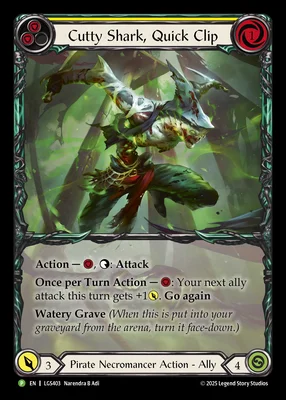 Cutty Shark, Quick Clip
Action — , : Attack
Once per Turn Action — : Your next ally
attack this turn gets +1 . Go again
Watery Grave (When this is put into your
graveyard from the arena, turn it face-down.)
3 Pirate Necromancer Action - Ally 4
P EN LGS403 Narendra B Adi © 2025 Legend Story Studios